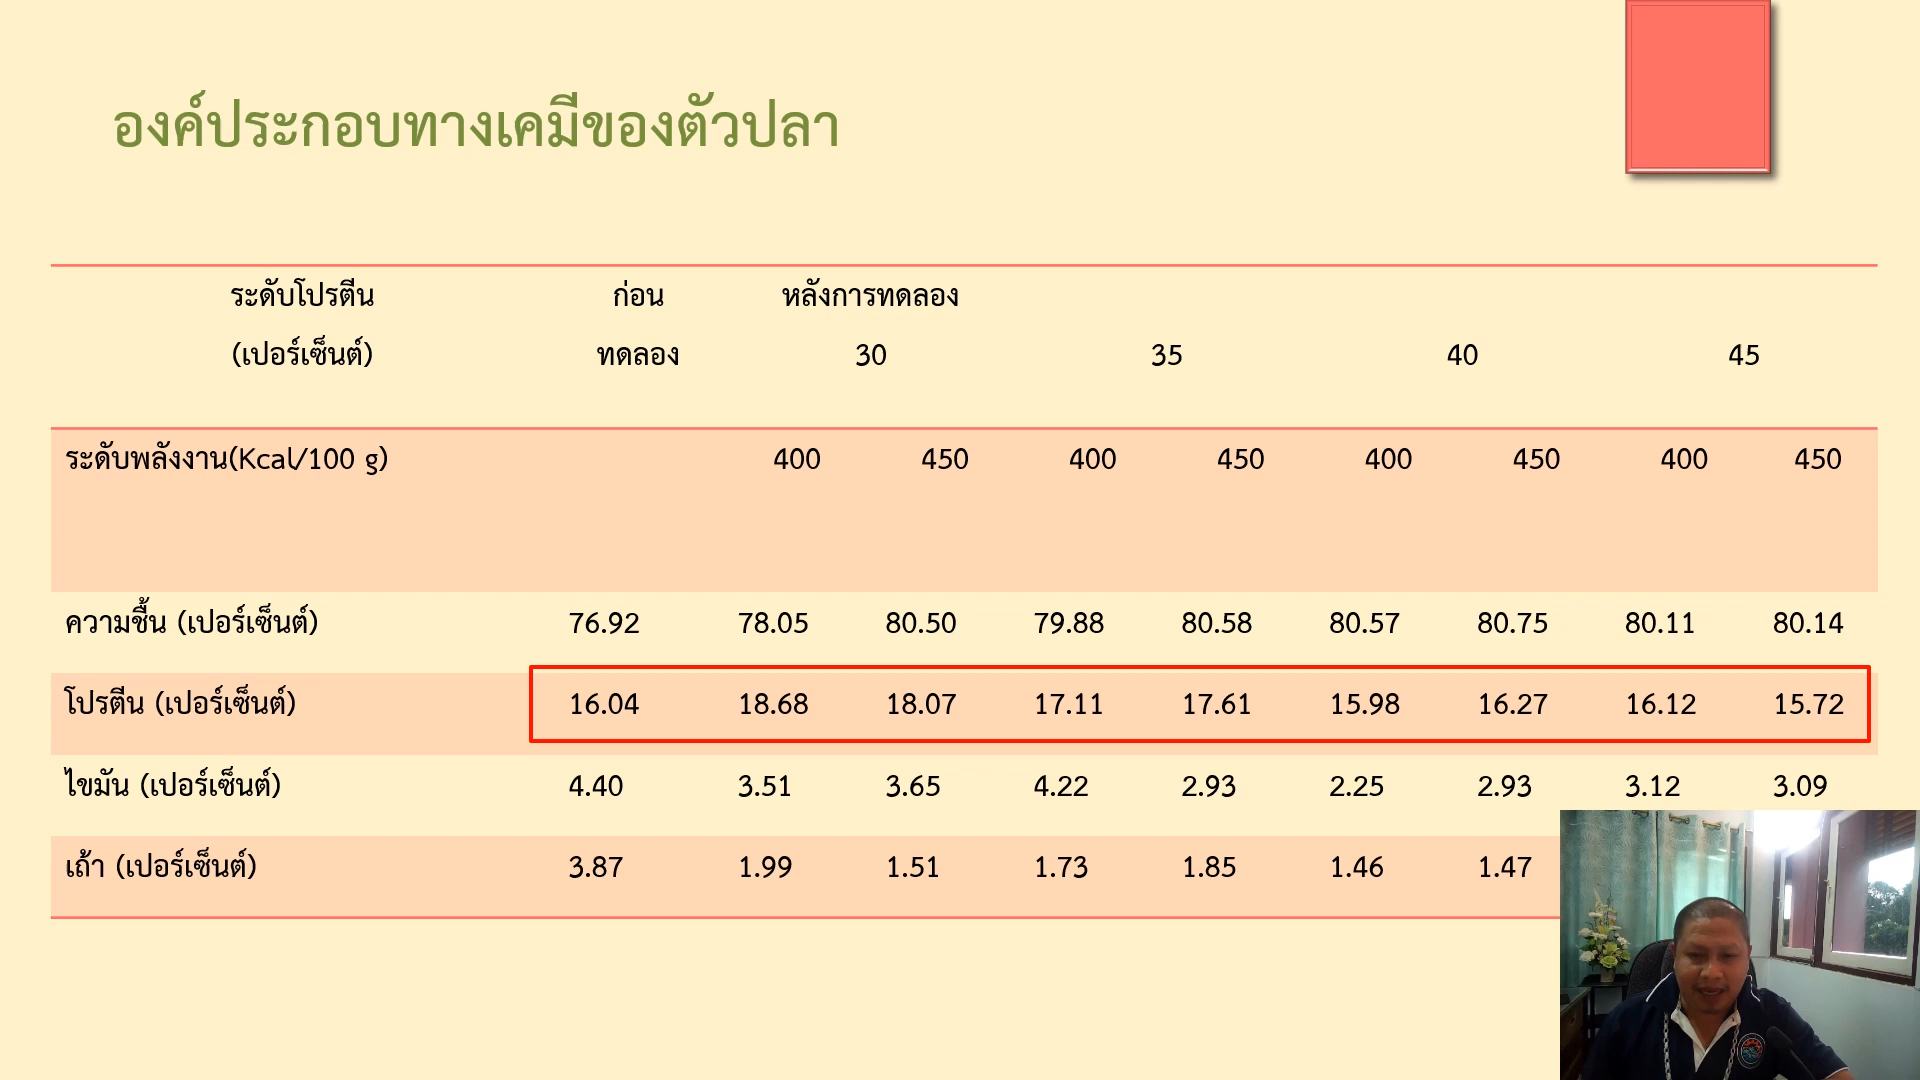 องค์ประกอบทางเคมีของตัวปลา
ระดับโปรตีน ก่อน หลังการทดลอง
(เปอร์เซ็นต์) ทดลอง 30 35 40 45
ระดับพลังงาน(Kcal/100 g) 400 450 400 450 400 450 400 450
ความชื้น (เปอร์เซ็นต์) 76.92 78.05 80.50 79.88 80.58 80.57 80.75 80.11 80.14
โปรตีน (เปอร์เซ็นต์) 16.04 18.68 18.07 17.11 17.61 15.98 16.27 16.12 15.72
ไขมัน (เปอร์เซ็นต์) 4.40 3.51 3.65 4.22 2.93 2.25 2.93 3.12 3.09
เถ้า (เปอร์เซ็นต์) 3.87 1.99 1.51 1.73 1.85 1.46 1.47